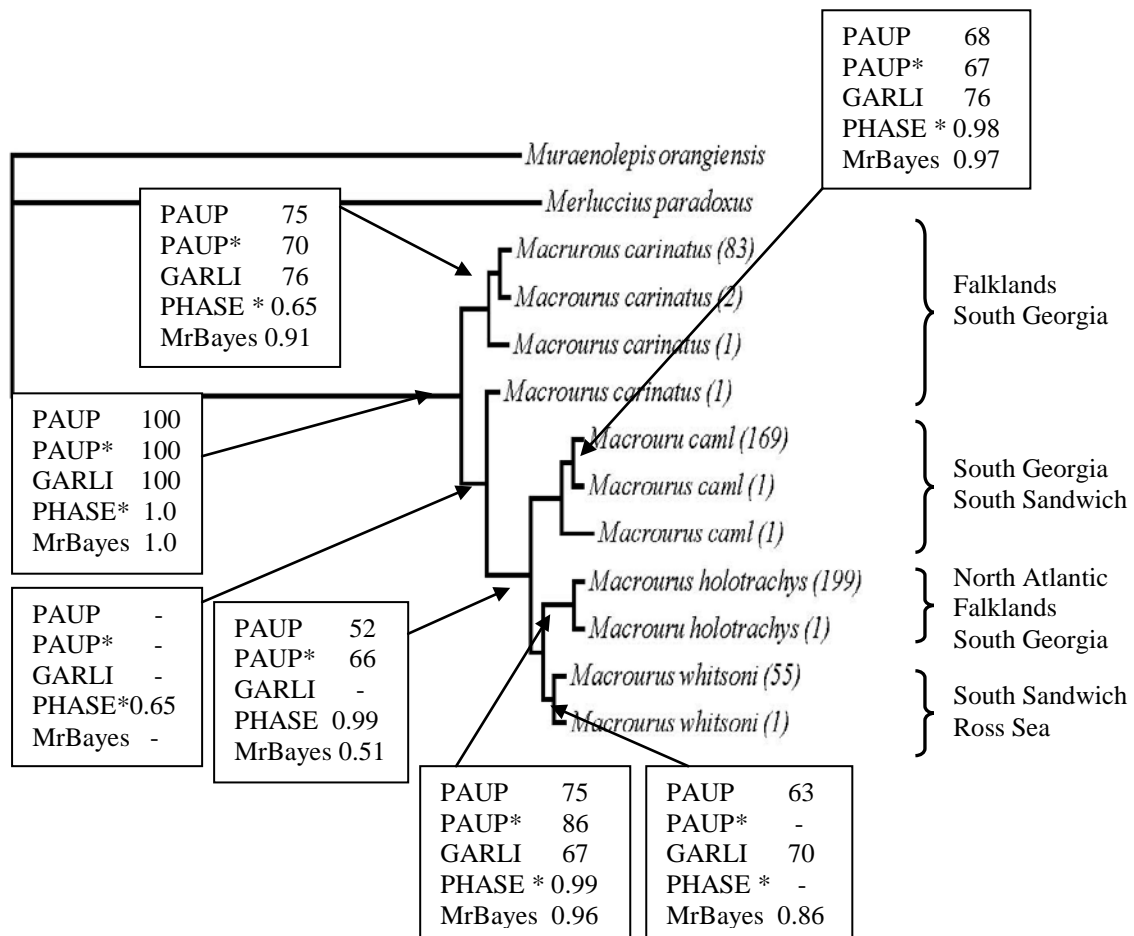 PAUP 68
PAUP* 67
GARLI 76
PHASE * 0.98
MrBayes 0.97
Muraenolepis orangiensis
Merluccius paradoxus
PAUP 75
PAUP* 70
GARLI 76
PHASE * 0.65
MrBayes 0.91
Macrurous carinatus (83)
Macrourus carinatus (2)
Macrourus carinatus (1)
Macrourus carinatus (1)
Falklands
South Georgia
PAUP 100
PAUP* 100
GARLI 100
PHASE* 1.0
MrBayes 1.0
Macrouru caml (169)
Macrourus caml (1)
Macrourus caml (1)
South Georgia
South Sandwich
Macrourus holotrachys (199)
Macrouru holotrachys (1)
North Atlantic
Falklands
South Georgia
Macrourus whitsoni (55)
Macrourus whitsoni (1)
South Sandwich
Ross Sea
PAUP -
PAUP* -
GARLI -
PHASE*0.65
MrBayes -
PAUP 52
PAUP* 66
GARLI -
PHASE 0.99
MrBayes 0.51
PAUP 75
PAUP* 86
GARLI 67
PHASE * 0.99
MrBayes 0.96
PAUP 63
PAUP* -
GARLI 70
PHASE * -
MrBayes 0.86